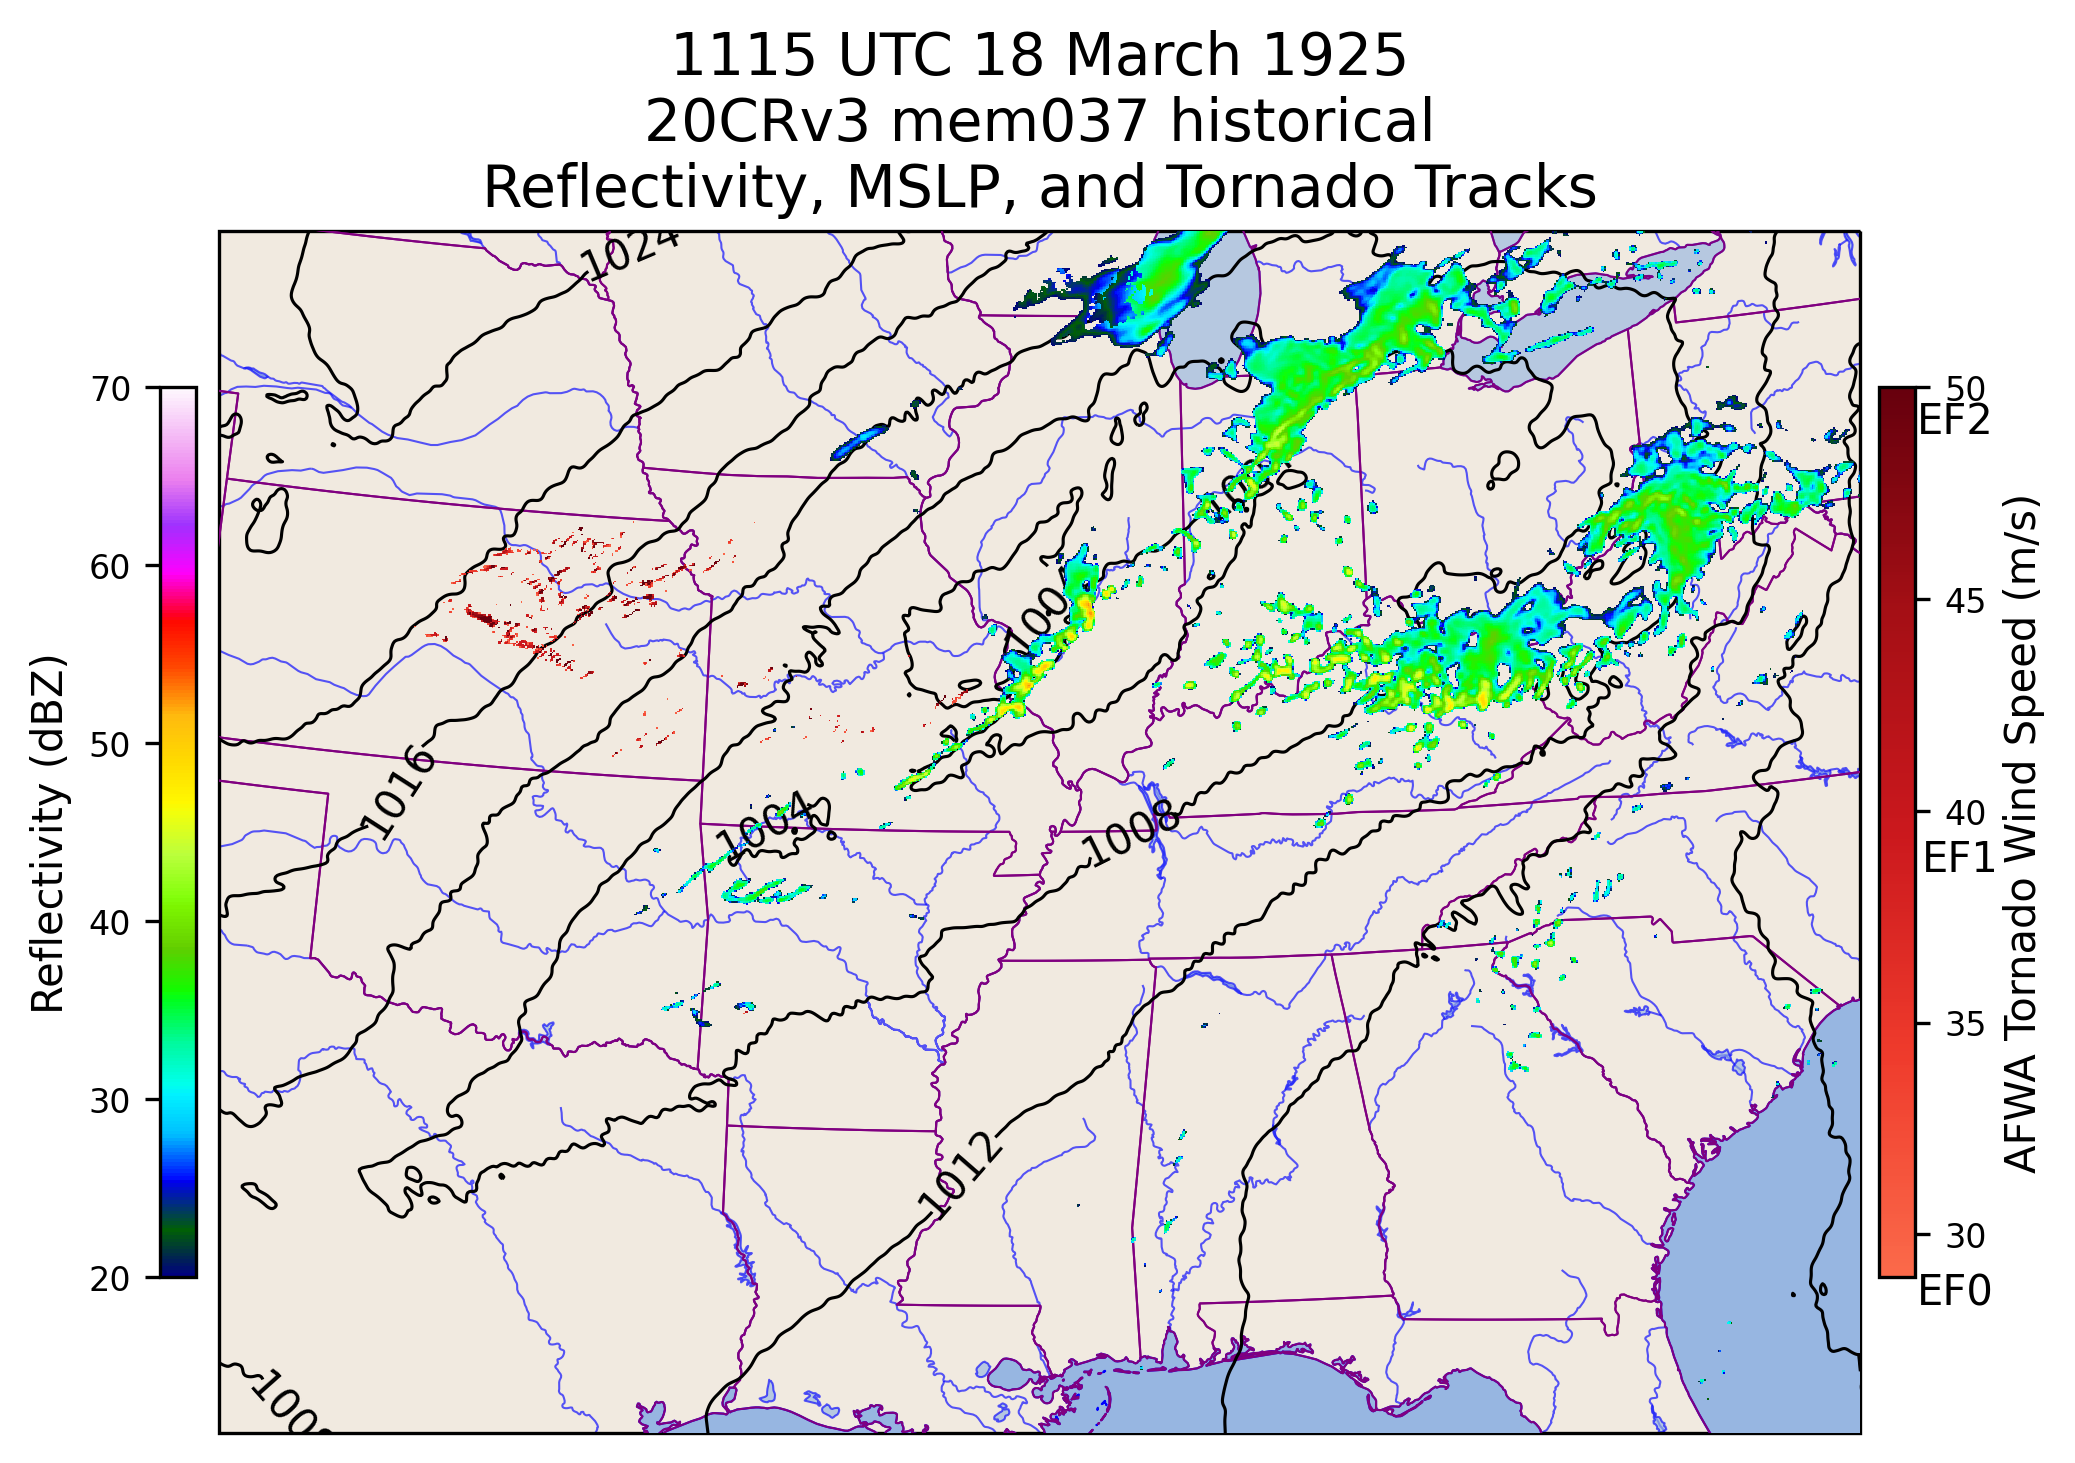 1115 UTC 18 March 1925
20CRv3 mem037 historical
Reflectivity, MSLP, and Tornado Tracks
1024
70
60
50
40
30
20
Reflectivity (dBZ)
1016
1004
1008
1012
50
EF2
45
40
EF1
35
30
EF0
AFWA Tornado Wind Speed (m/s)